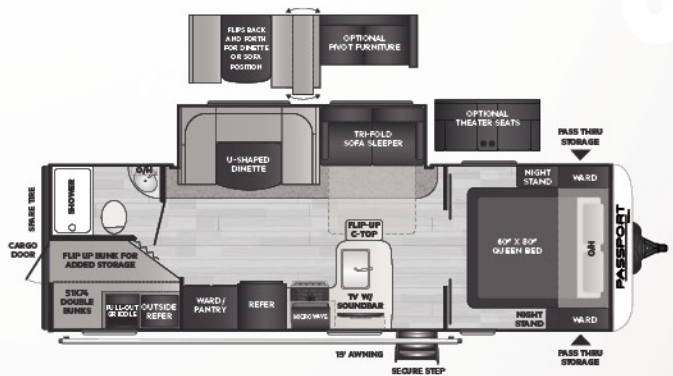 FLIPS BACK
AND FORTH
FOR DINETTE
OR SOFA
POSITION
OPTIONAL
PIVOT FURNITURE
OPTIONAL
THEATER SEATS
TRI-FOLD
SOFA SLEEPER
U-SHAPED
DINETTE
PASS THRU
STORAGE
O/H
NIGHT
STAND
WARD
SPARE TIRE
SHOWER
CARGO
DOOR
FLIP UP BUNK FOR
ADDED STORAGE
FLIP-UP
C-TOP
60" X 80"
QUEEN BED
O/H
PASSPORT
51X74
DOUBLE
BUNKS
PULL-OUT
GRIDDLE
OUTSIDE
REFER
WARD /
PANTRY
REFER
MICROWAVE
TV W/
SOUNDBAR
NIGHT
STAND
WARD
15' AWNING
SECURE STEP
PASS THRU
STORAGE